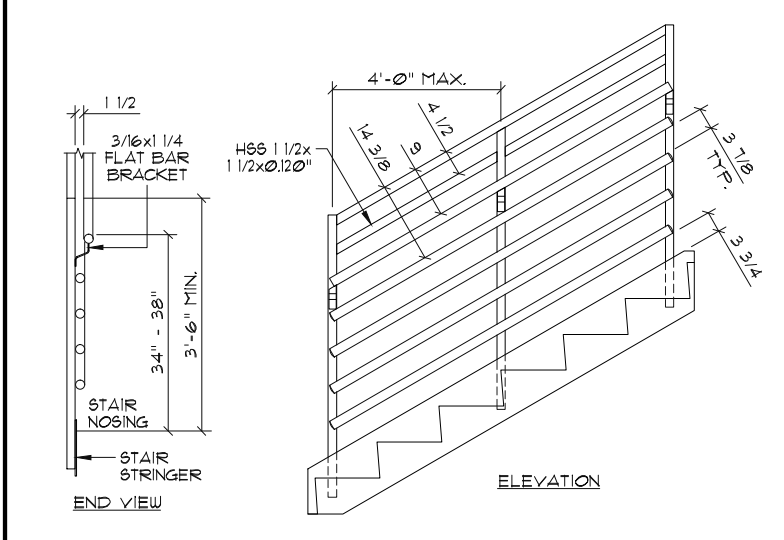 1 1/2
3/16x1 1/4
FLAT BAR
BRACKET
34" - 38"
3'-6" MIN.
STAIR
NOSING
STAIR
STRINGER
END VIEW
4'-0" MAX.
HSS 1 1/2x
1 1/2x0.120"
14 3/8
9
4 1/2
3 7/8
TYP.
3 3/4
ELEVATION